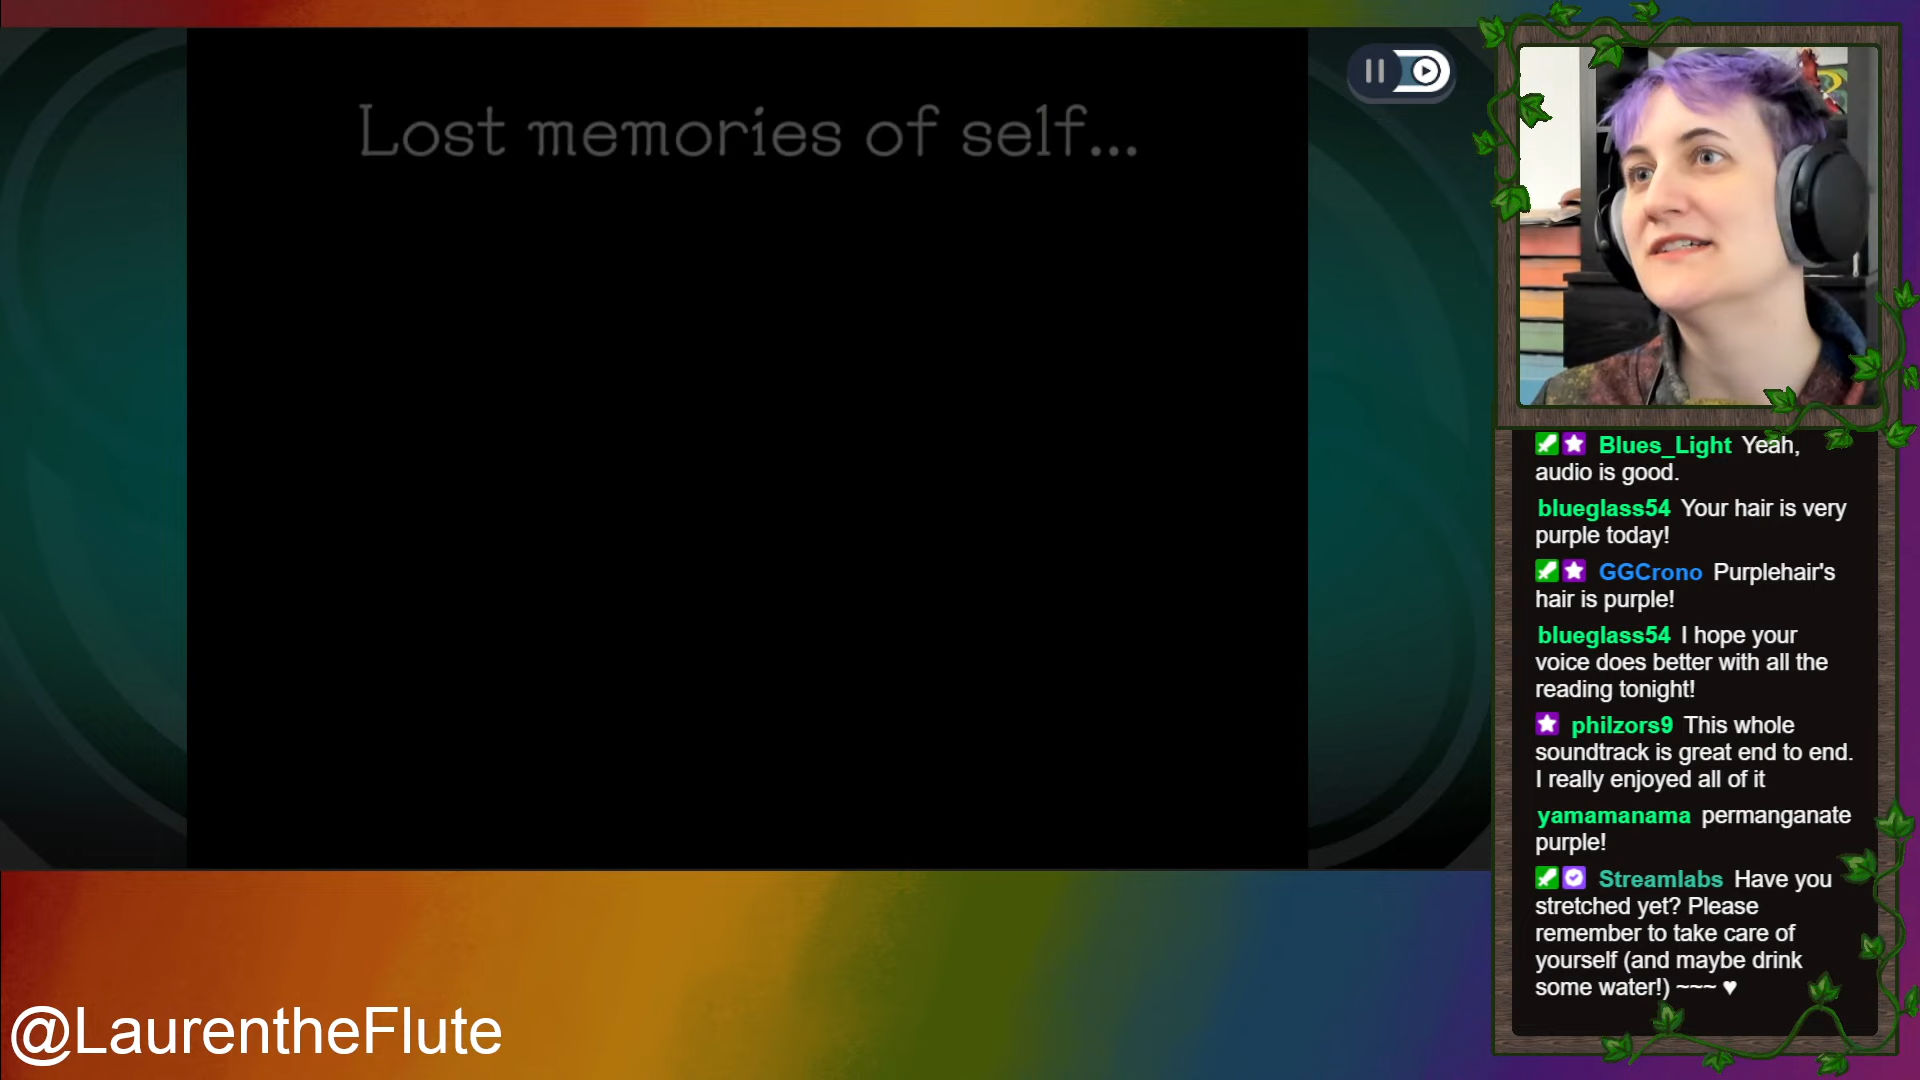 Lost memories of self...
Blues_Light Yeah,
audio is good.
blueglass54 Your hair is very
purple today!
GGCrono Purplehair's
hair is purple!
blueglass54 I hope your
voice does better with all the
reading tonight!
philzors9 This whole
soundtrack is great end to end.
I really enjoyed all of it
yamamanama permanganate
purple!
Streamlabs Have you
stretched yet? Please
remember to take care of
yourself (and maybe drink
some water!) ~~~ ♥
@LaurentheFlute